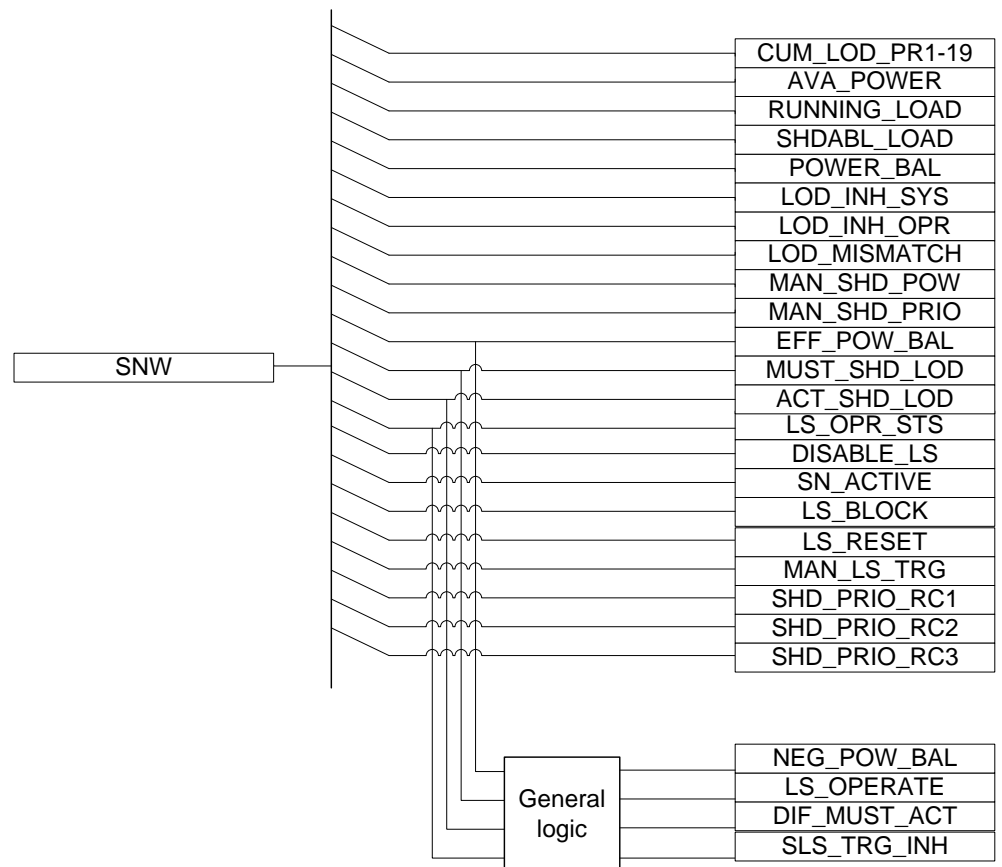 CUM_LOD_PR1-19
AVA_POWER
RUNNING_LOAD
SHDABL_LOAD
POWER_BAL
LOD_INH_SYS
LOD_INH_OPR
LOD_MISMATCH
MAN_SHD_POW
MAN_SHD_PRIO
EFF_POW_BAL
SNW
MUST_SHD_LOD
ACT_SHD_LOD
LS_OPR_STS
DISABLE_LS
SN_ACTIVE
LS_BLOCK
LS_RESET
MAN_LS_TRG
SHD_PRIO_RC1
SHD_PRIO_RC2
SHD_PRIO_RC3
General
logic
NEG_POW_BAL
LS_OPERATE
DIF_MUST_ACT
SLS_TRG_INH